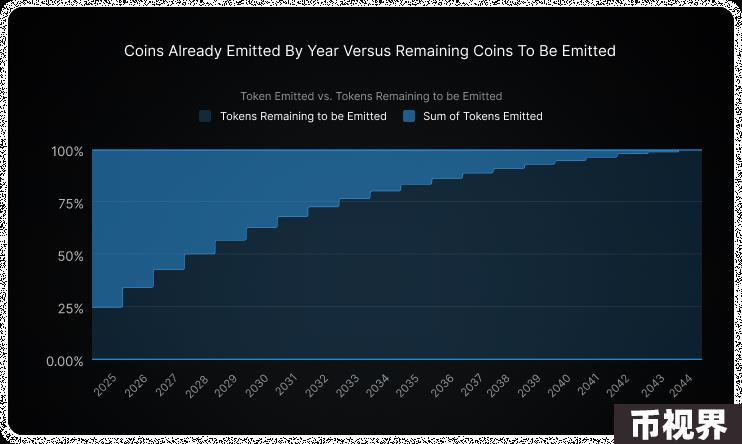 Coins Already Emitted By Year Versus Remaining Coins To Be Emitted
Token Emitted vs. Tokens Remaining to be Emitted
Tokens Remaining to be Emitted Sum of Tokens Emitted
100%
75%
50%
25%
0.00%
2025 2026 2027 2028 2029 2030 2031 2032 2033 2034 2035 2036 2037 2038 2039 2040 2041 2042 2043 2044
币视界